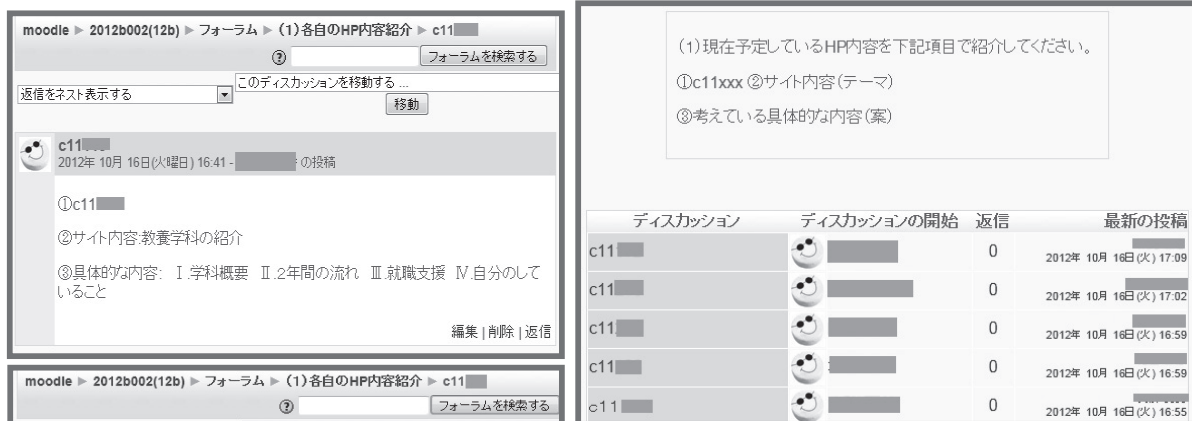 moodle ▶ 2012b002(12b) ▶ フォーラム ▶ (1)各自のHP内容紹介 ▶ c11
フォーラムを検索する
返信をネスト表示する
このディスカッションを移動する ...
移動
c11
2012年 10月 16日(火曜日) 16:41 - の投稿
①c11
②サイト内容:教養学科の紹介
③具体的な内容: Ⅰ.学科概要 Ⅱ.2年間の流れ Ⅲ.就職支援 Ⅳ.自分のして
いること
編集 | 削除 | 返信
moodle ▶ 2012b002(12b) ▶ フォーラム ▶ (1)各自のHP内容紹介 ▶ c11
フォーラムを検索する
(1)現在予定しているHP内容を下記項目で紹介してください。
①c11xxx ②サイト内容(テーマ)
③考えている具体的な内容(案)
ディスカッション ディスカッションの開始 返信 最新の投稿
c11 0 2012年 10月 16日(火) 17:09
c11 0 2012年 10月 16日(火) 17:02
c11 0 2012年 10月 16日(火) 16:59
c11 0 2012年 10月 16日(火) 16:59
c11 0 2012年 10月 16日(火) 16:55